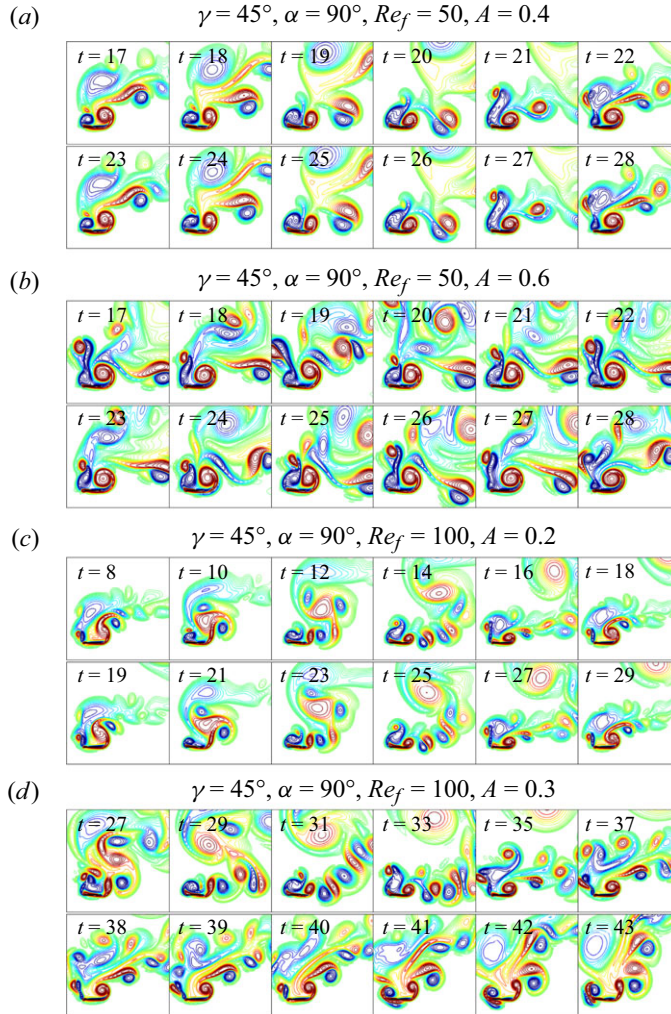 (a) γ = 45°, α = 90°, Re_f = 50, A = 0.4
t = 17 t = 18 t = 19 t = 20 t = 21 t = 22
t = 23 t = 24 t = 25 t = 26 t = 27 t = 28
(b) γ = 45°, α = 90°, Re_f = 50, A = 0.6
t = 17 t = 18 t = 19 t = 20 t = 21 t = 22
t = 23 t = 24 t = 25 t = 26 t = 27 t = 28
(c) γ = 45°, α = 90°, Re_f = 100, A = 0.2
t = 8 t = 10 t = 12 t = 14 t = 16 t = 18
t = 19 t = 21 t = 23 t = 25 t = 27 t = 29
(d) γ = 45°, α = 90°, Re_f = 100, A = 0.3
t = 27 t = 29 t = 31 t = 33 t = 35 t = 37
t = 38 t = 39 t = 40 t = 41 t = 42 t = 43